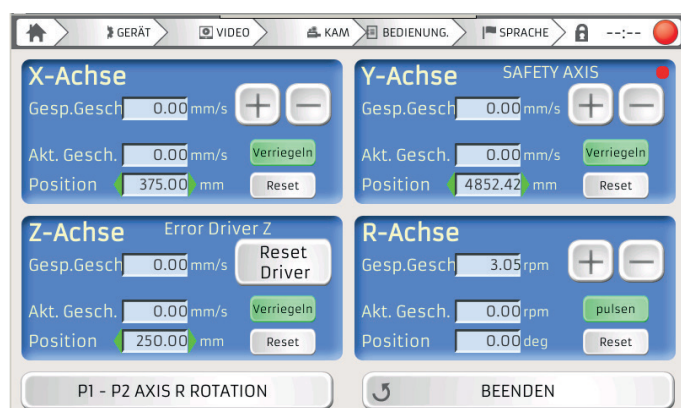 GERÄT VIDEO KAM BEDIENUNG. SPRACHE --:--
X-Achse
Gesp.Gesch 0.00 mm/s + −
Akt. Gesch. 0.00 mm/s Verriegeln
Position 375.00 mm Reset
Y-Achse SAFETY AXIS
Gesp.Gesch 0.00 mm/s + −
Akt. Gesch. 0.00 mm/s Verriegeln
Position 4852.42 mm Reset
Z-Achse Error Driver Z
Gesp.Gesch 0.00 mm/s Reset Driver
Akt. Gesch. 0.00 mm/s Verriegeln
Position 250.00 mm Reset
R-Achse
Gesp.Gesch 3.05 rpm + −
Akt. Gesch. 0.00 rpm pulsen
Position 0.00 deg Reset
P1 - P2 AXIS R ROTATION
BEENDEN